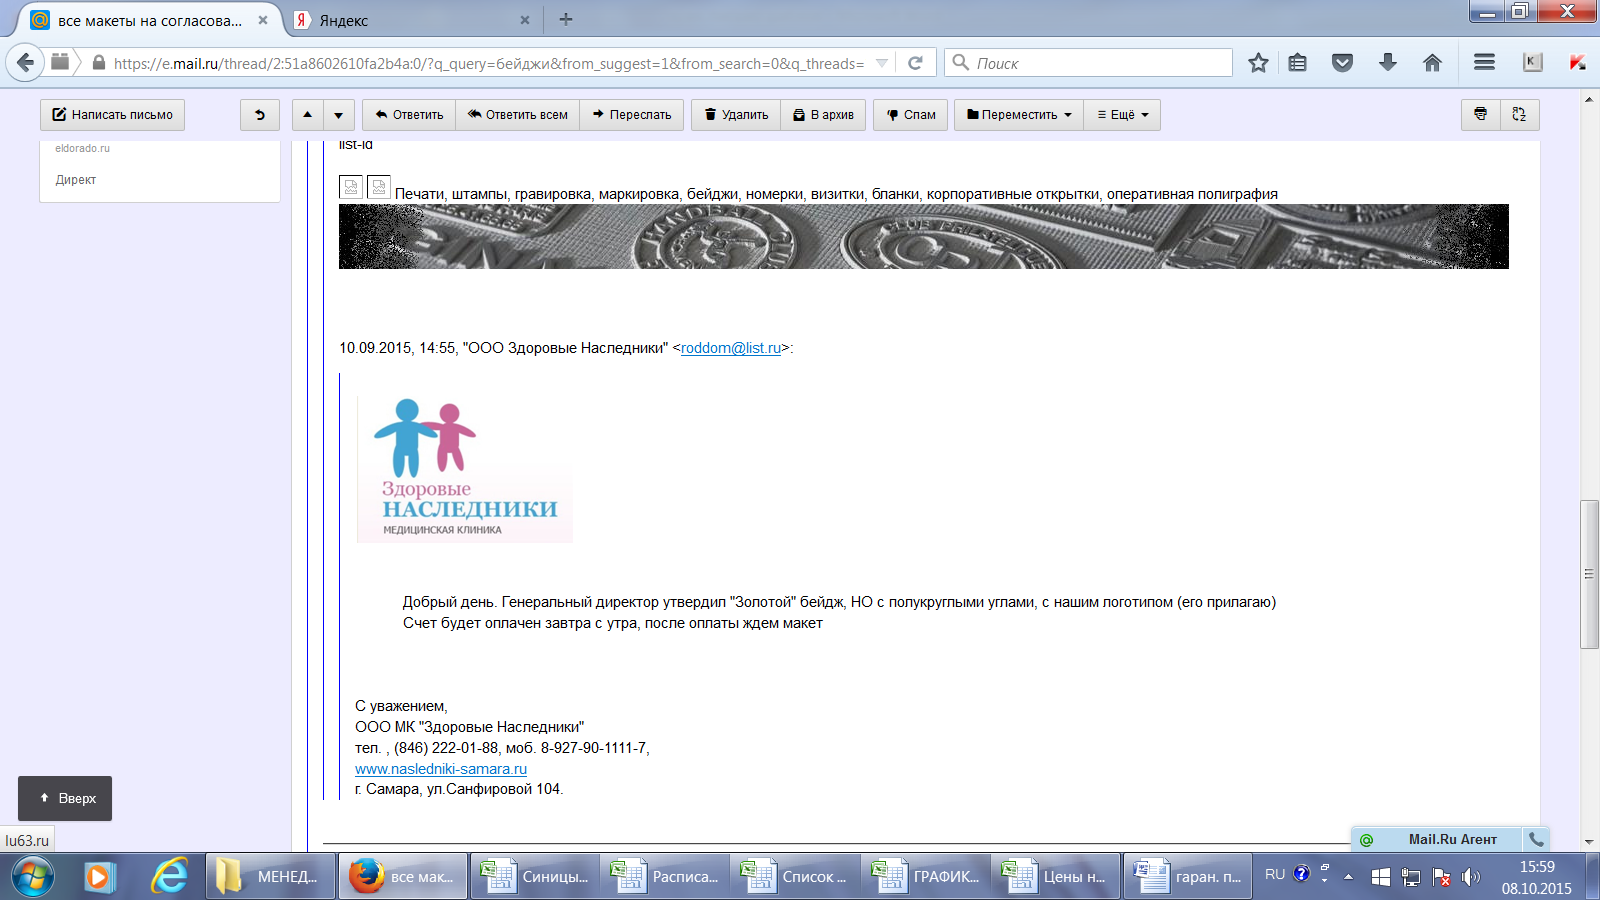 все макеты на согласова...
Яндекс
https://e.mail.ru/thread/2:51a8602610fa2b4a:0/?q_query=бейджи&from_suggest=1&from_search=0&q_threads=
Поиск
Написать письмо
Ответить
Ответить всем
Переслать
Удалить
В архив
Спам
Переместить
Ещё
eldorado.ru
Директ
list-id
Печати, штампы, гравировка, маркировка, бейджи, номерки, визитки, бланки, корпоративные открытки, оперативная полиграфия
10.09.2015, 14:55, "ООО Здоровые Наследники" <roddom@list.ru>:
Здоровые
НАСЛЕДНИКИ
МЕДИЦИНСКАЯ КЛИНИКА
Добрый день. Генеральный директор утвердил "Золотой" бейдж, НО с полукруглыми углами, с нашим логотипом (его прилагаю)
Счет будет оплачен завтра с утра, после оплаты ждем макет
С уважением,
ООО МК "Здоровые Наследники"
тел. , (846) 222-01-88, моб. 8-927-90-1111-7,
www.nasledniki-samara.ru
г. Самара, ул.Санфировой 104.
Вверх
lu63.ru
Mail.Ru Агент
МЕНЕД...
все мак...
Синицы...
Расписа...
Список ...
ГРАФИК...
Цены н...
гаран. п...
RU
15:59
08.10.2015